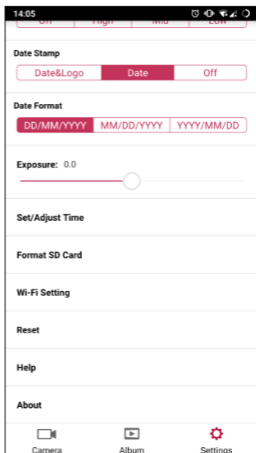 14:05
Off High Mid Low
Date Stamp
Date&Logo Date Off
Date Format
DD/MM/YYYY MM/DD/YYYY YYYY/MM/DD
Exposure: 0.0
Set/Adjust Time
Format SD Card
Wi-Fi Setting
Reset
Help
About
Camera Album Settings